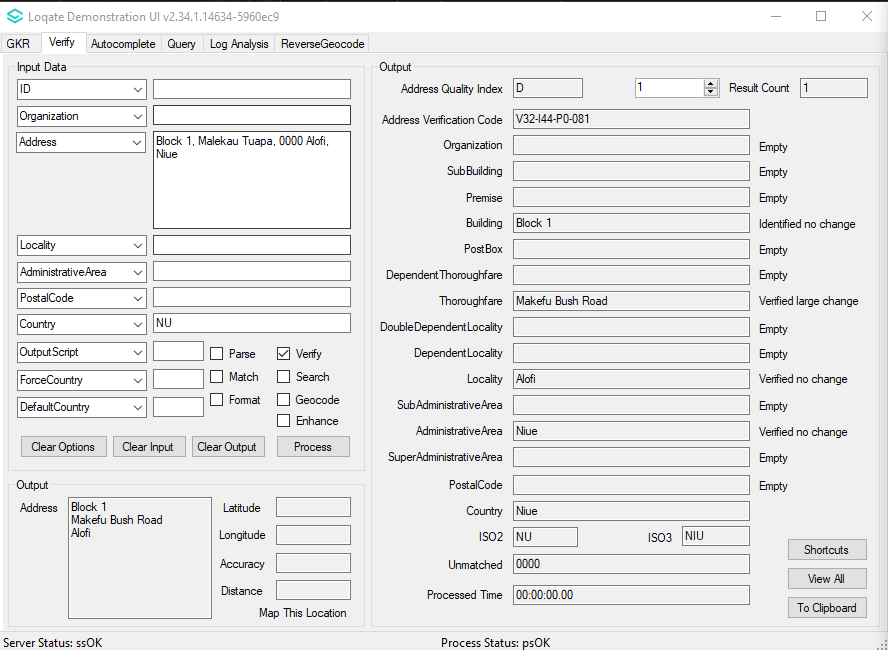 Loqate Demonstration UI v2.34.1.14634-5960ec9
GKR Verify Autocomplete Query Log Analysis ReverseGeocode
Input Data
ID
Organization
Address Block 1, Malekau Tuapa, 0000 Alofi,
Niue
Locality
AdministrativeArea
PostalCode
Country NU
OutputScript Parse Verify
ForceCountry Match Search
DefaultCountry Format Geocode
Enhance
Clear Options Clear Input Clear Output Process
Output
Address Block 1
Makefu Bush Road
Alofi
Latitude
Longitude
Accuracy
Distance
Map This Location
Output
Address Quality Index D 1 Result Count 1
Address Verification Code V32-I44-P0-081
Organization Empty
SubBuilding Empty
Premise Empty
Building Block 1 Identified no change
PostBox Empty
DependentThoroughfare Empty
Thoroughfare Makefu Bush Road Verified large change
DoubleDependentLocality Empty
DependentLocality Empty
Locality Alofi Verified no change
SubAdministrativeArea Empty
AdministrativeArea Niue Verified no change
SuperAdministrativeArea Empty
PostalCode Empty
Country Niue
ISO2 NU ISO3 NIU
Unmatched 0000
Processed Time 00:00:00.00
Shortcuts
View All
To Clipboard
Server Status: ssOK Process Status: psOK